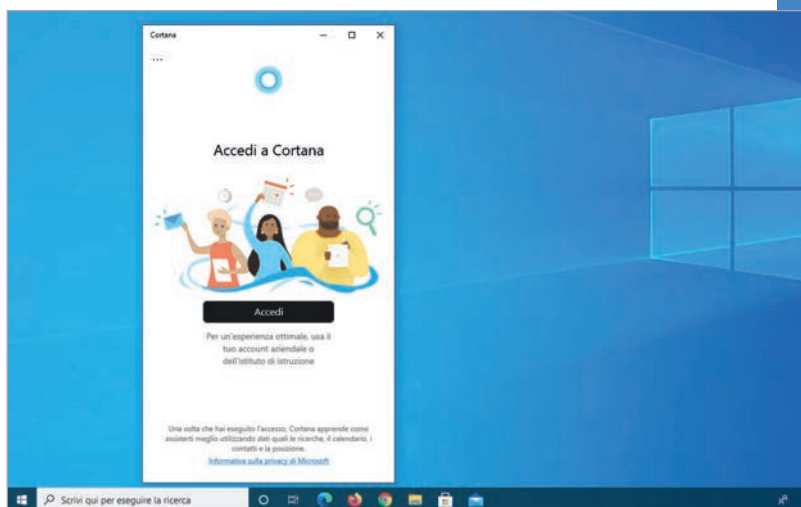 Cortana
Accedi a Cortana
Accedi
Per un'esperienza ottimale, usa il
tuo account aziendale o
dell'istituto di istruzione
Una volta che hai eseguito l'accesso, Cortana apprende come
assisterti meglio utilizzando dati quali le ricerche, il calendario, i
contatti e la posizione.
Informativa sulla privacy di Microsoft
Scrivi qui per eseguire la ricerca